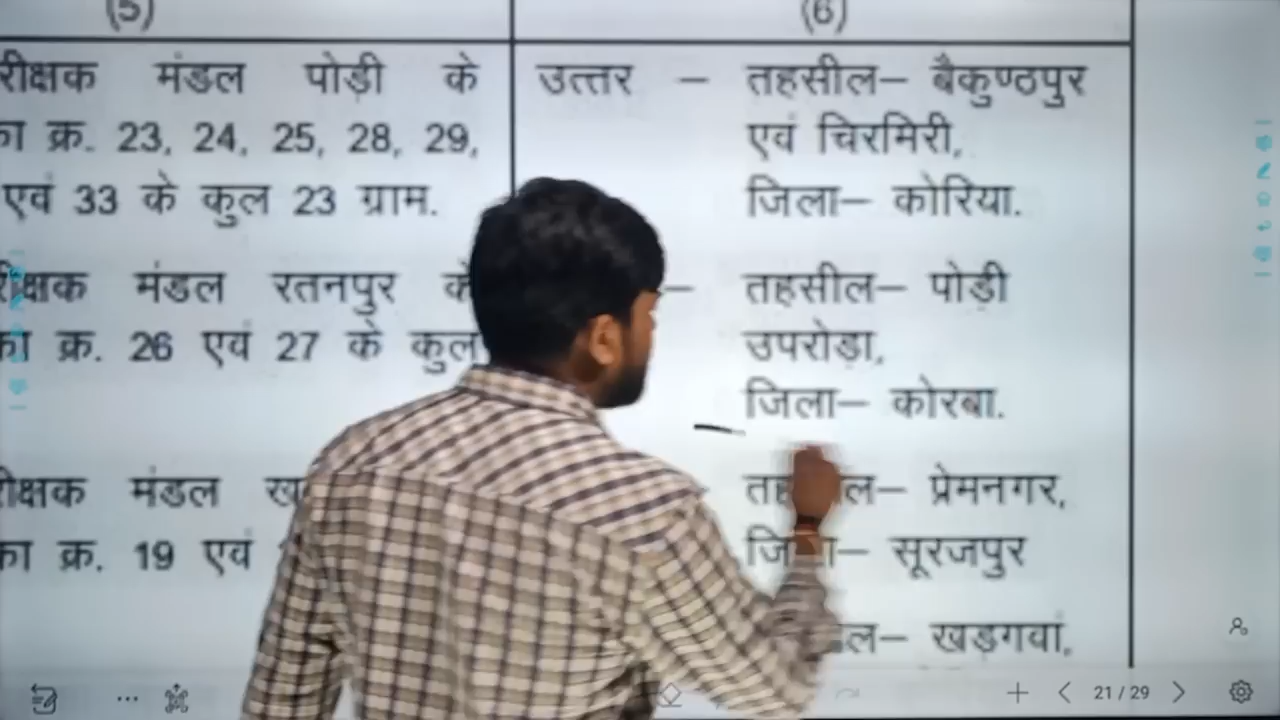 (5) (6)
रीक्षक मंडल पोड़ी के उत्तर – तहसील– बैकुण्ठपुर
का क्र. 23, 24, 25, 28, 29, एवं चिरमिरी,
एवं 33 के कुल 23 ग्राम. जिला– कोरिया.
रीक्षक मंडल रतनपुर के – तहसील– पोड़ी
का क्र. 26 एवं 27 के कुल उपरोड़ा,
जिला– कोरबा.
रीक्षक मंडल – प्रेमनगर,
का क्र. 19 एवं – सूरजपुर
– खड़गवां,
21 / 29